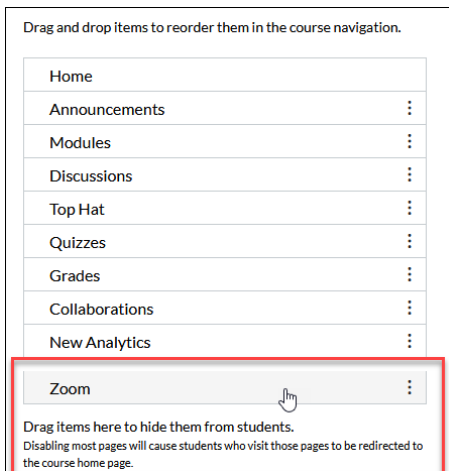 Drag and drop items to reorder them in the course navigation.
Home
Announcements
Modules
Discussions
Top Hat
Quizzes
Grades
Collaborations
New Analytics
Zoom
Drag items here to hide them from students.
Disabling most pages will cause students who visit those pages to be redirected to
the course home page.